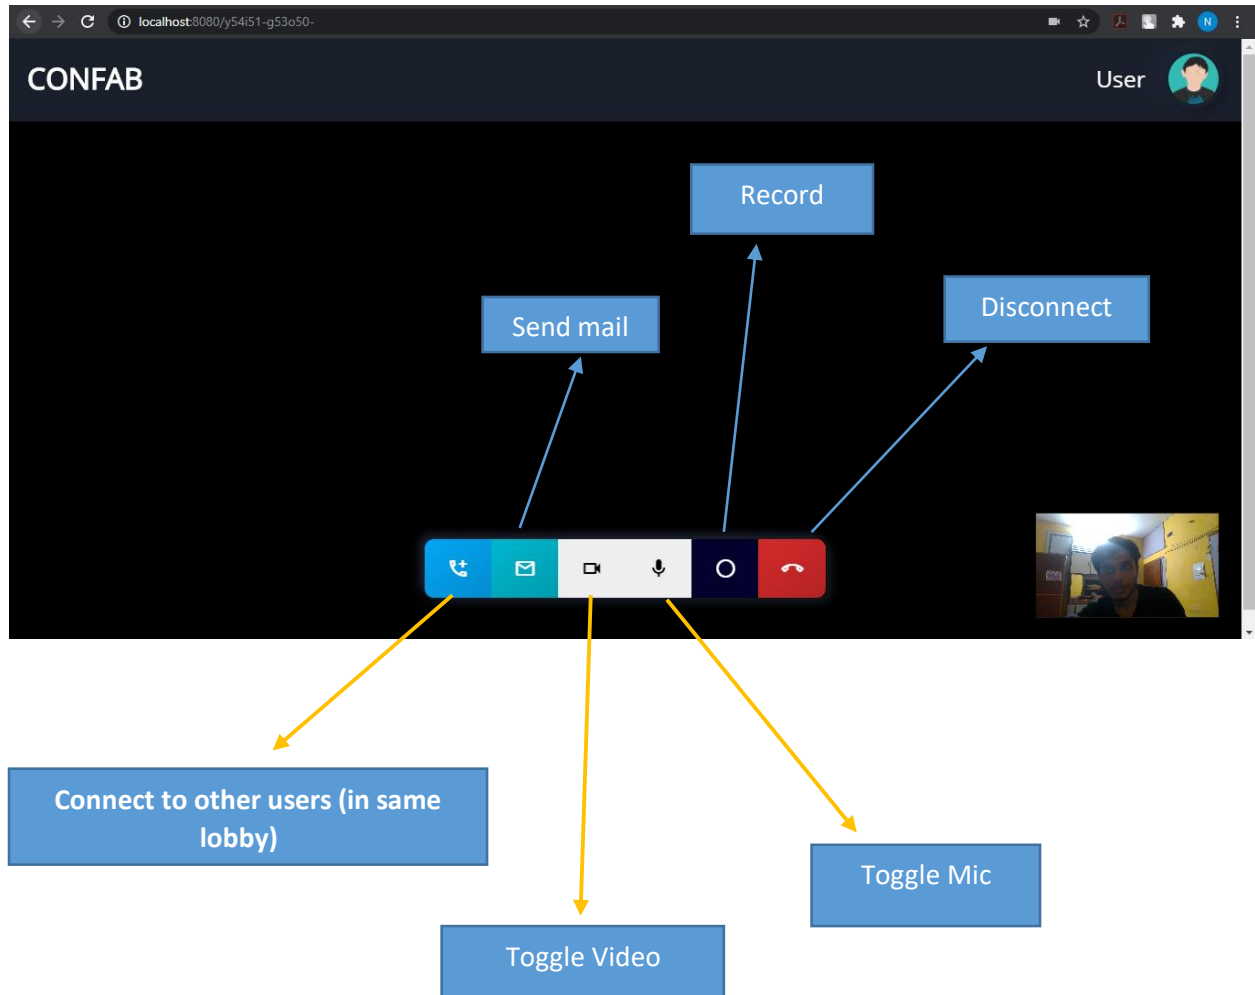 localhost:8080/y54i51-g53o50-
N
CONFAB
User
Record
Disconnect
Send mail
Connect to other users (in same
lobby)
Toggle Mic
Toggle Video